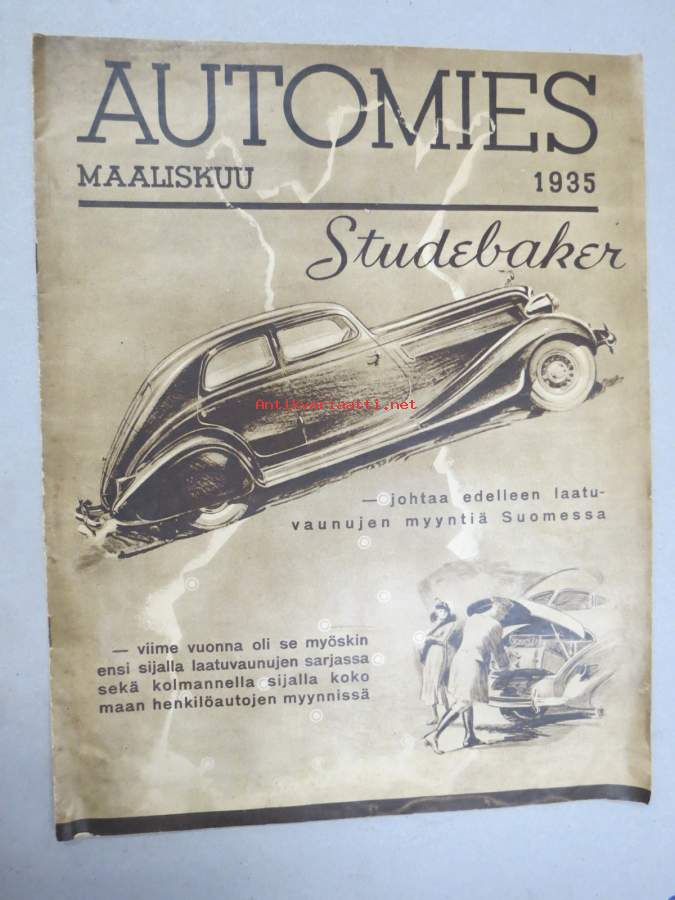 AUTOMIES
MAALISKUU 1935
Studebaker
Antikvariaatti.net
— johtaa edelleen laatu-
vaunujen myyntiä Suomessa
— viime vuonna oli se myöskin
ensi sijalla laatuvaunujen sarjassa
sekä kolmannella sijalla koko
maan henkilöautojen myynnissä